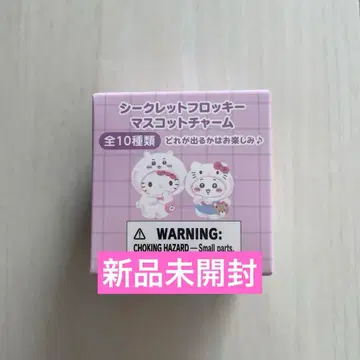 シークレットフロッキー
マスコットチャーム
全10種類 どれが出るかはお楽しみ♪
WARNING:
CHOKING HAZARD — Small parts.
新品未開封